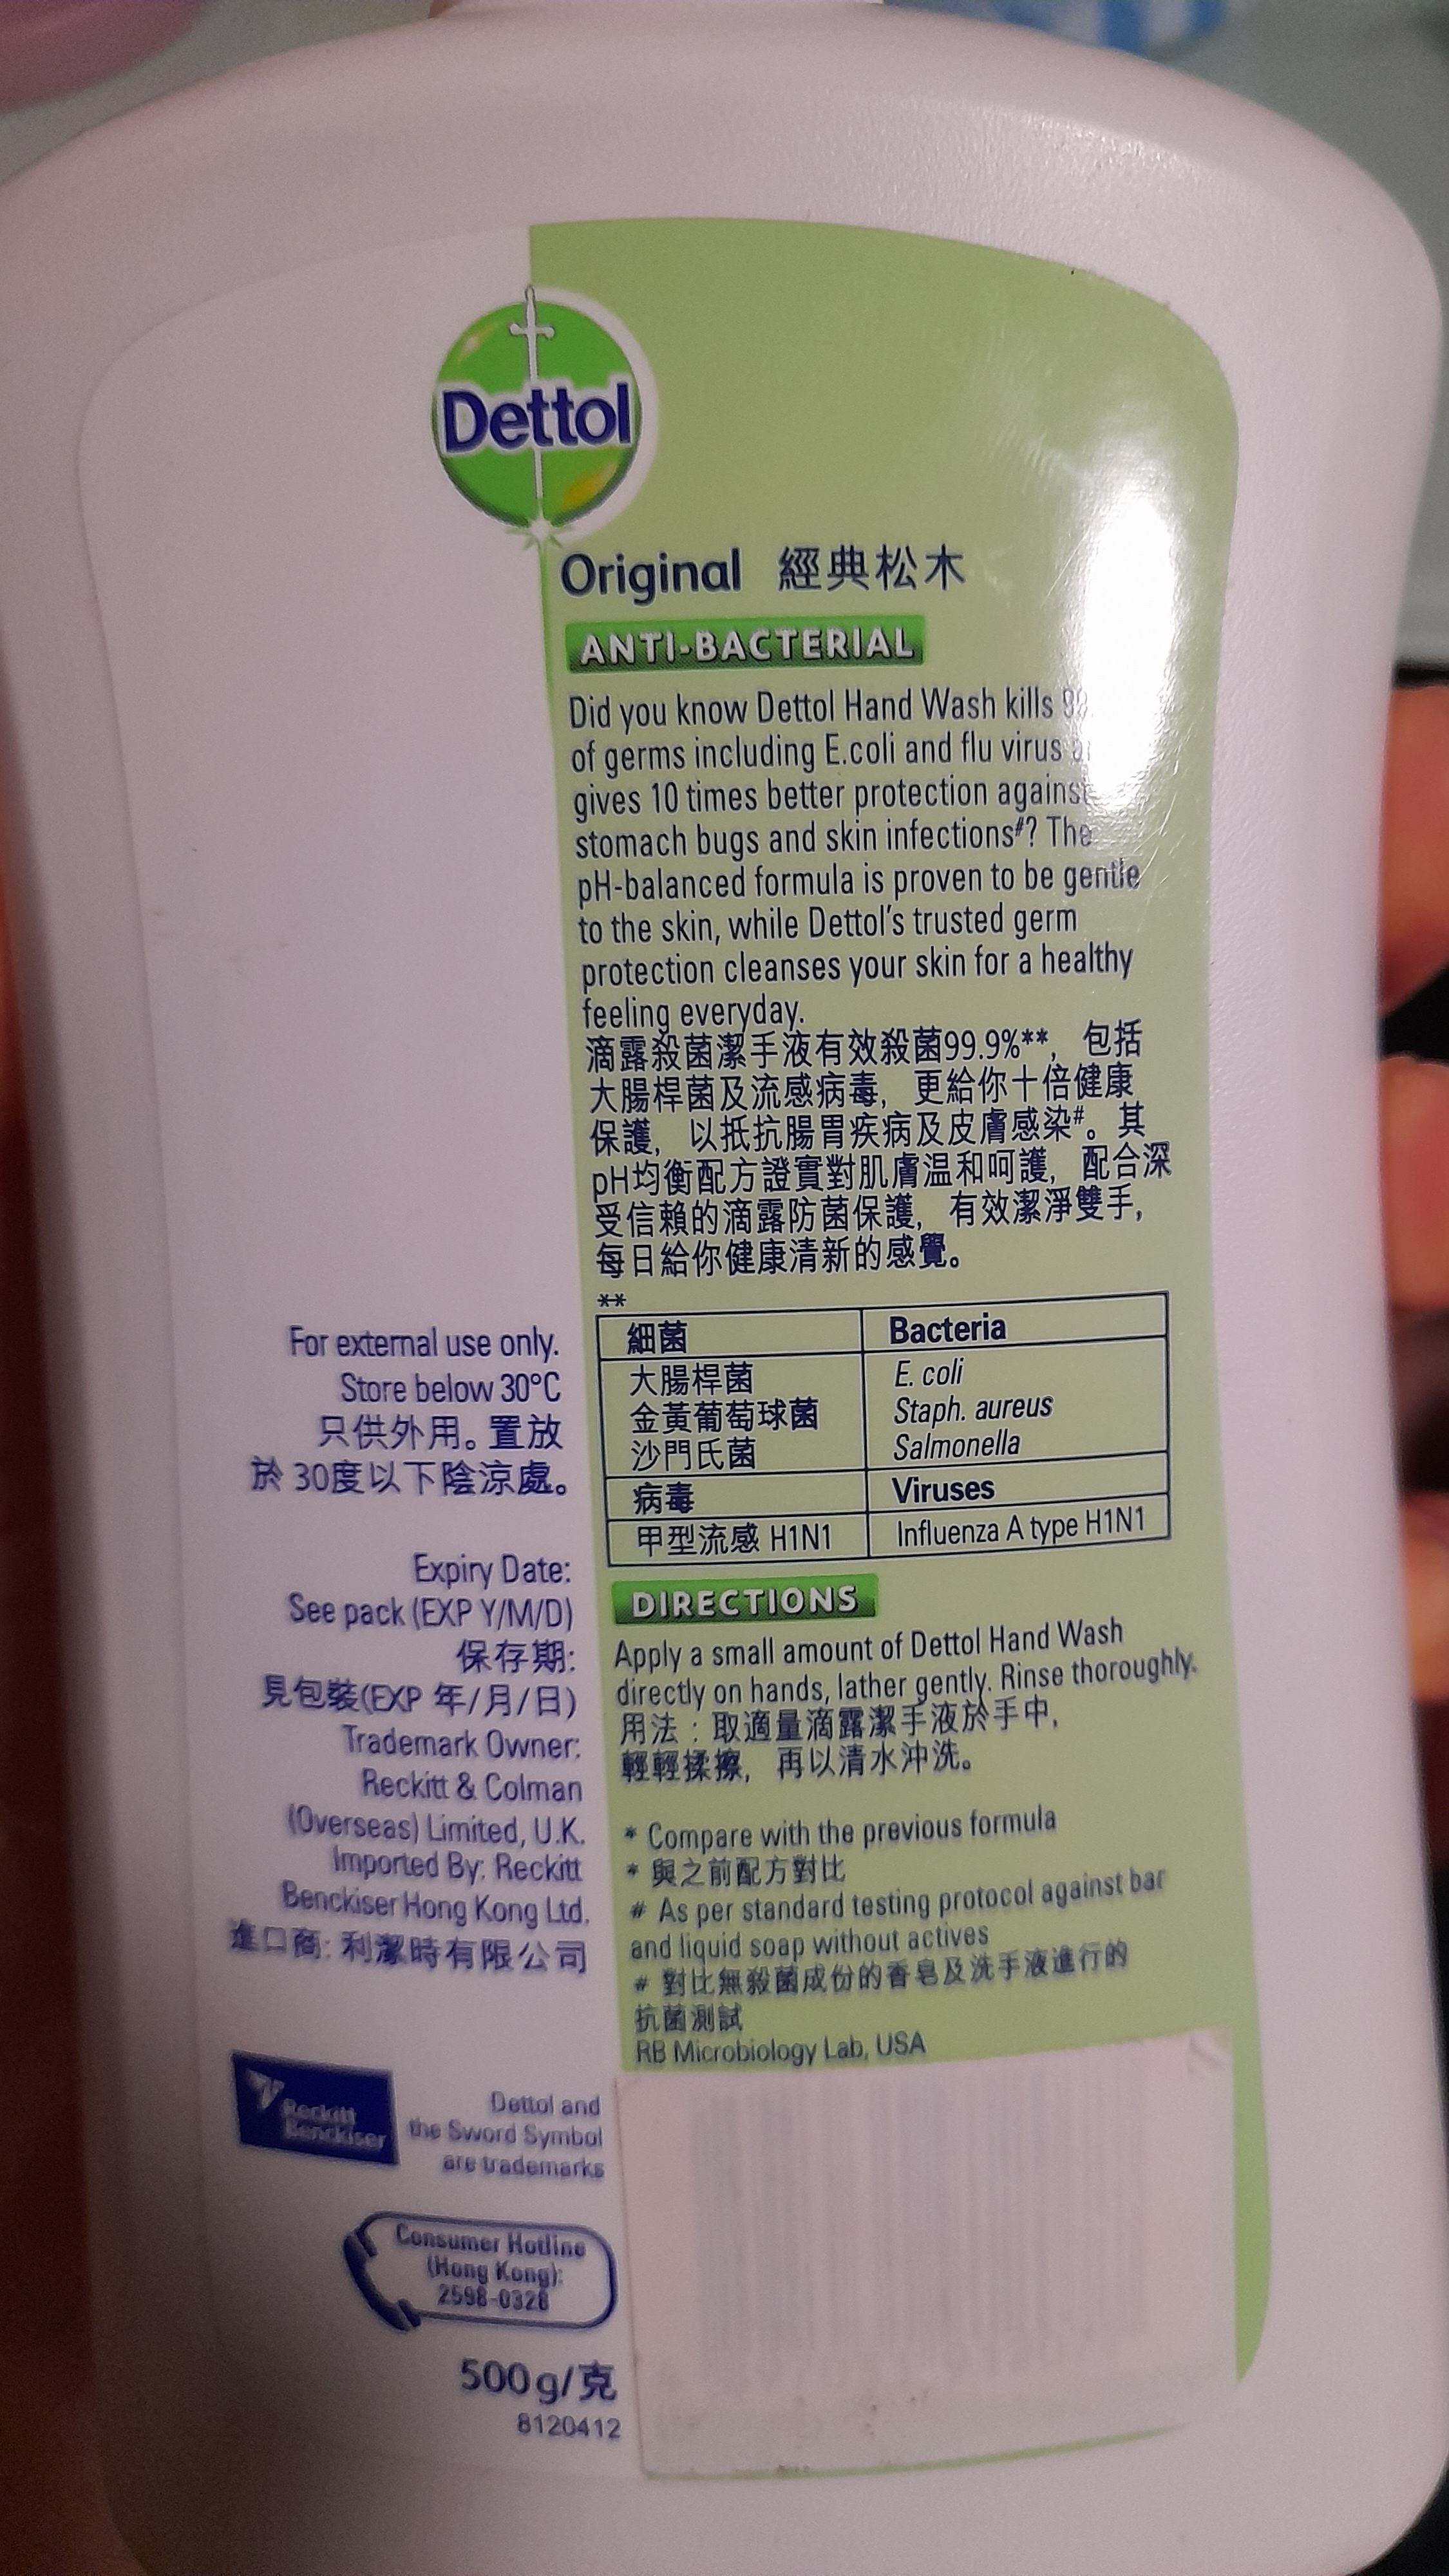 Dettol
Original 經典松木
ANTI-BACTERIAL
Did you know Dettol Hand Wash kills
of germs including E.coli and flu virus
gives 10 times better protection against
stomach bugs and skin infections#? The
pH-balanced formula is proven to be gentle
to the skin, while Dettol's trusted germ
protection cleanses your skin for a healthy
feeling everyday.
滴露殺菌潔手液有效殺菌99.9%**, 包括
大腸桿菌及流感病毒, 更給你十倍健康
保護, 以抵抗腸胃疾病及皮膚感染#。其
pH均衡配方證實對肌膚温和呵護, 配合深
受信賴的滴露防菌保護, 有效潔淨雙手,
每日給你健康清新的感覺。
**
細菌 Bacteria
大腸桿菌 E. coli
金黃葡萄球菌 Staph. aureus
沙門氏菌 Salmonella
病毒 Viruses
甲型流感 H1N1 Influenza A type H1N1
DIRECTIONS
Apply a small amount of Dettol Hand Wash
directly on hands, lather gently. Rinse thoroughly.
用法 : 取適量滴露潔手液於手中,
輕輕揉擦, 再以清水沖洗。
* Compare with the previous formula
* 與之前配方對比
# As per standard testing protocol against bar
and liquid soap without actives
# 對比無殺菌成份的香皂及洗手液進行的
抗菌測試
RB Microbiology Lab, USA
For external use only.
Store below 30°C
只供外用。置放
於 30度以下陰涼處。
Expiry Date:
See pack (EXP Y/M/D)
保存期:
見包裝(EXP 年/月/日)
Trademark Owner:
Reckitt & Colman
(Overseas) Limited, U.K.
Imported By: Reckitt
Benckiser Hong Kong Ltd.
進口商: 利潔時有限公司
Reckitt
Benckiser
Dettol and
the Sword Symbol
are trademarks
Consumer Hotline
(Hong Kong):
2598-0328
500g/克
8120412